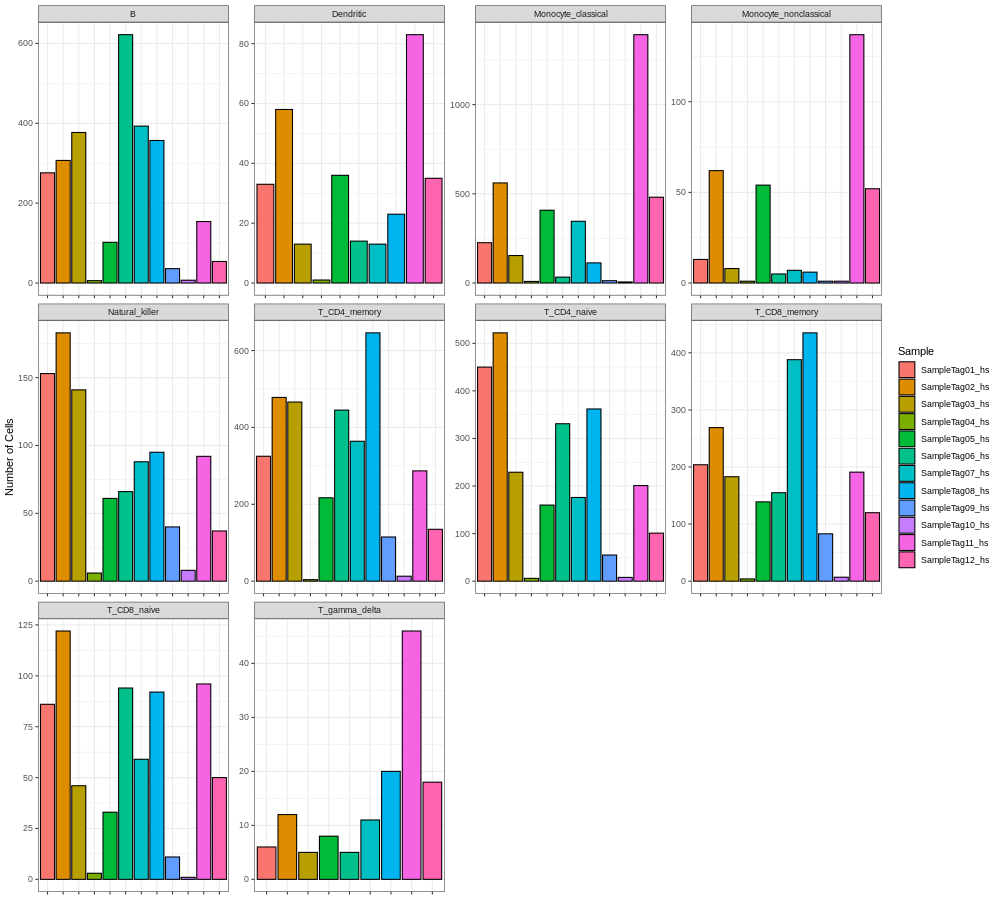 B
Dendritic
Monocyte_classical
Monocyte_nonclassical
600
400
200
0
80
60
40
20
0
1000
500
0
100
50
0
Natural_killer
T_CD4_memory
T_CD4_naive
T_CD8_memory
150
100
50
0
600
400
200
0
500
400
300
200
100
0
400
300
200
100
0
T_CD8_naive
T_gamma_delta
125
100
75
50
25
0
40
30
20
10
0
Number of Cells
Sample
SampleTag01_hs
SampleTag02_hs
SampleTag03_hs
SampleTag04_hs
SampleTag05_hs
SampleTag06_hs
SampleTag07_hs
SampleTag08_hs
SampleTag09_hs
SampleTag10_hs
SampleTag11_hs
SampleTag12_hs